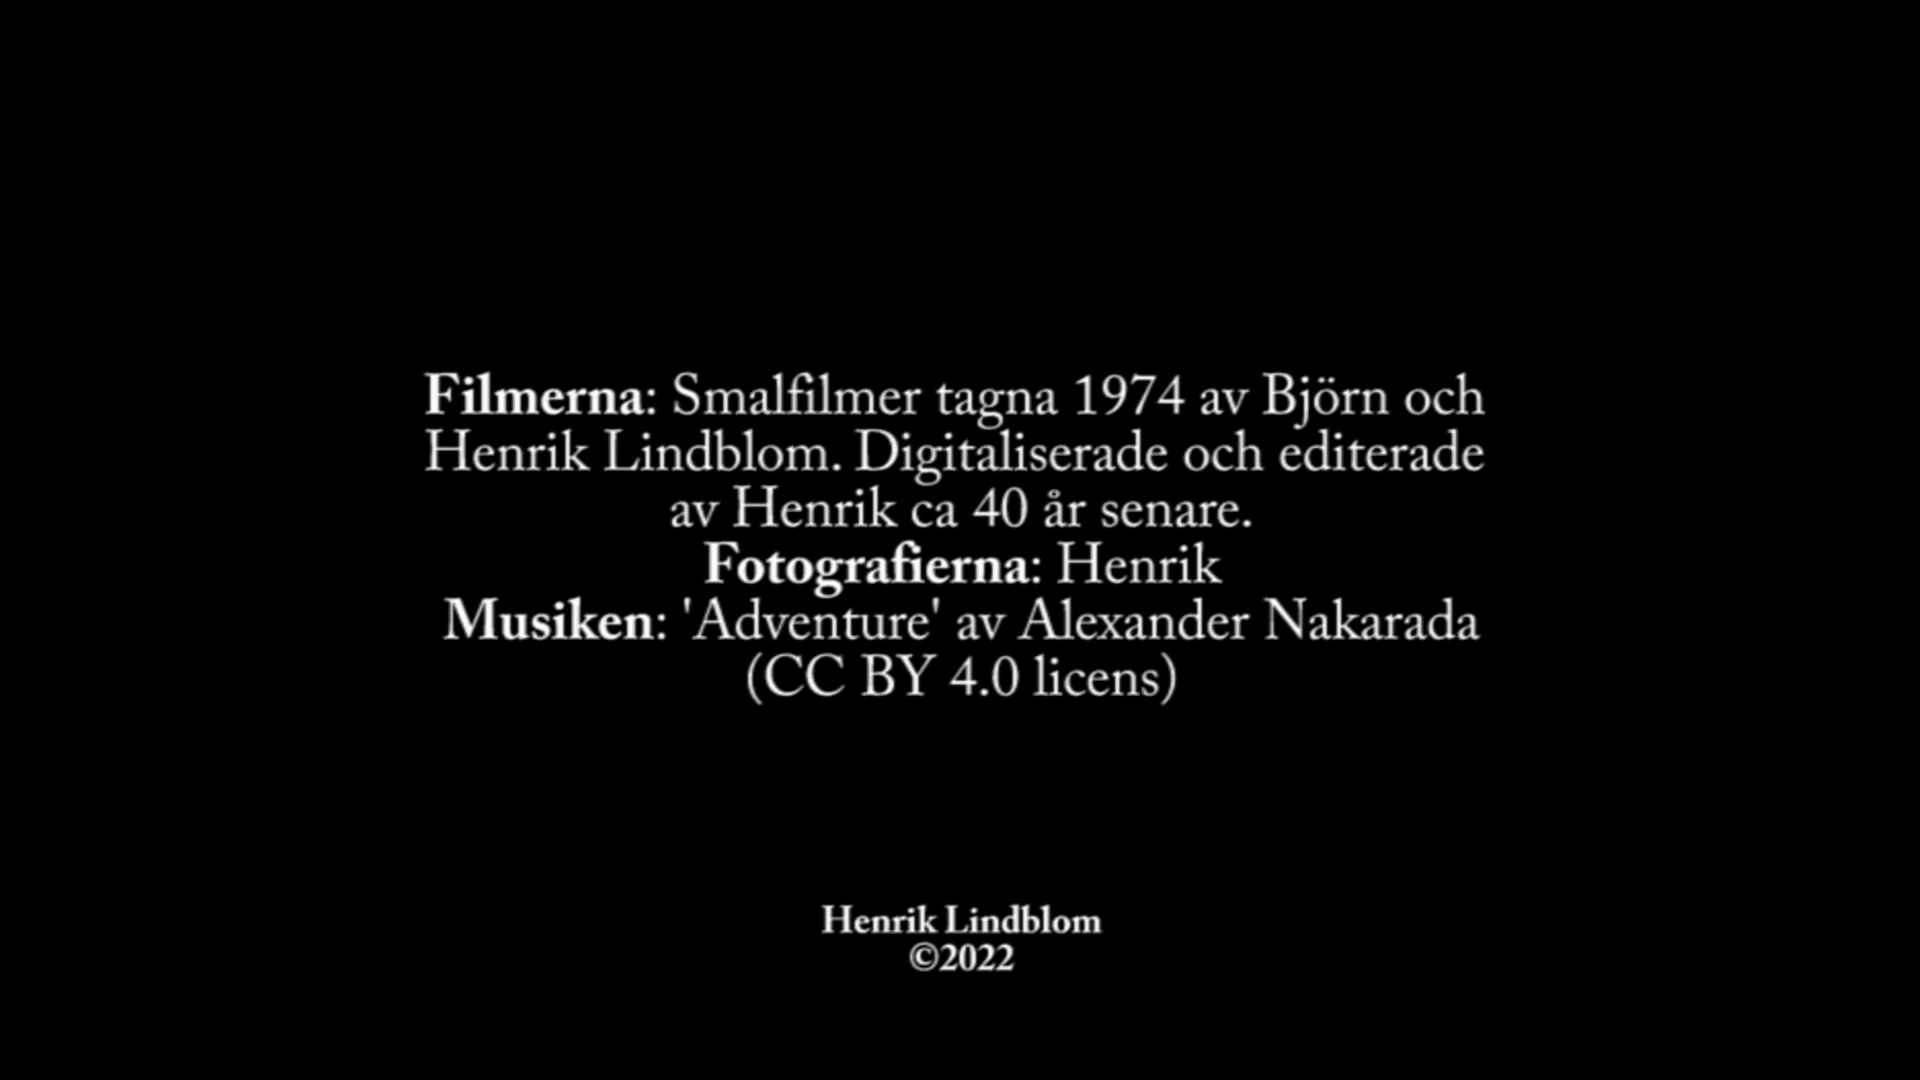 Filmerna: Smalfilmer tagna 1974 av Björn och
Henrik Lindblom. Digitaliserade och editerade
av Henrik ca 40 år senare.
Fotografierna: Henrik
Musiken: 'Adventure' av Alexander Nakarada
(CC BY 4.0 licens)
Henrik Lindblom
©2022